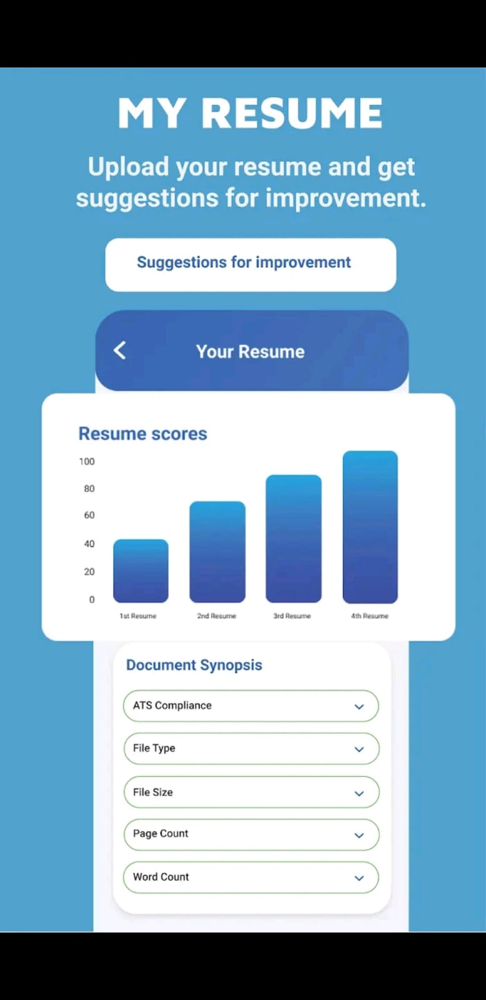 MY RESUME
Upload your resume and get
suggestions for improvement.
Suggestions for improvement
Your Resume
Resume scores
100
80
60
40
20
0
1st Resume
2nd Resume
3rd Resume
4th Resume
Document Synopsis
ATS Compliance
File Type
File Size
Page Count
Word Count